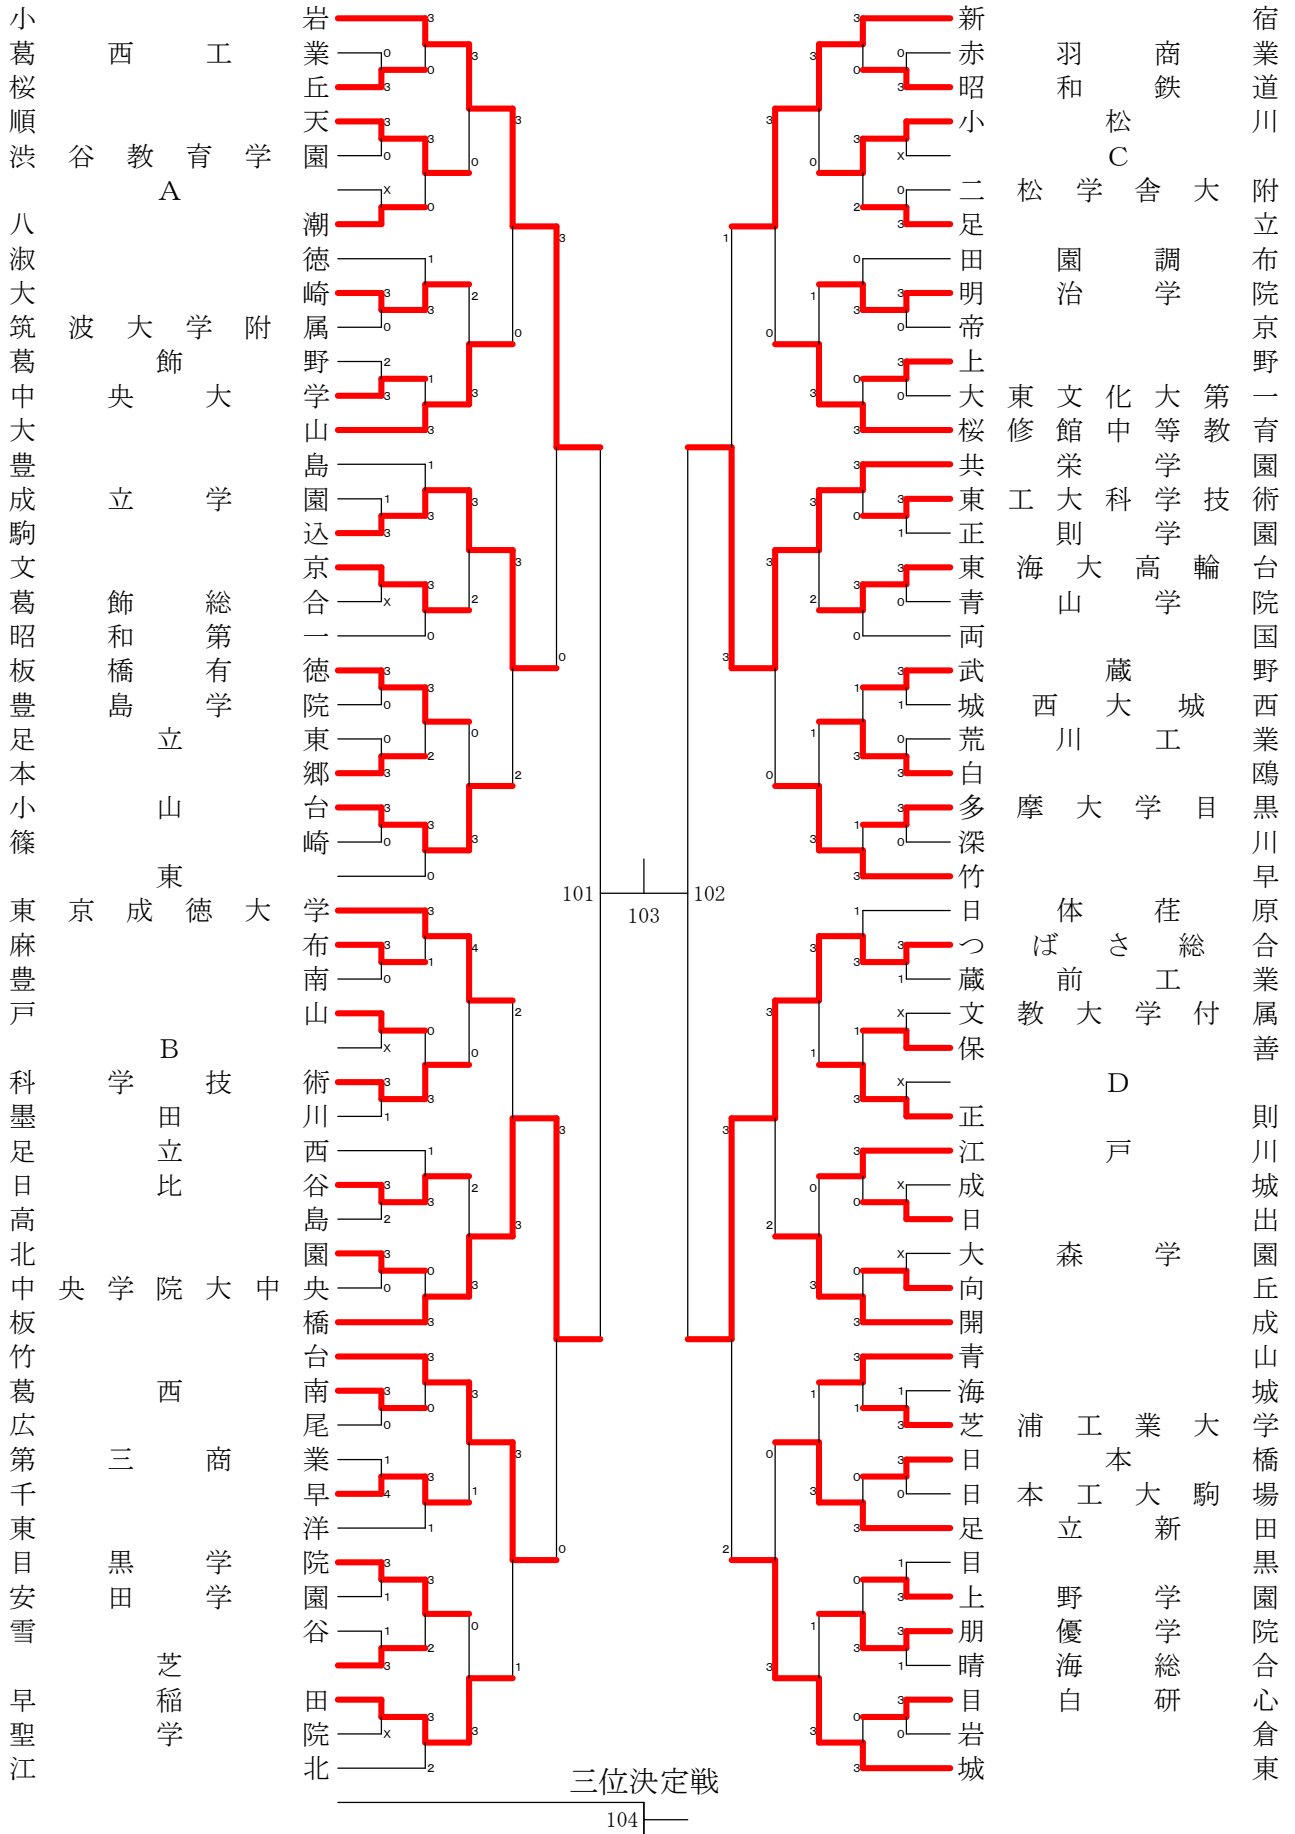 小岩
葛西工業
桜丘
順天
渋谷教育学園
A
八潮
淑徳
大崎
筑波大学附属
葛飾野
中央大学
大山
豊島
成立学園
駒込
文京
葛飾総合
昭和第一
板橋有徳
豊島学院
足立東
本郷
小山台
篠崎
東
東京成徳大学
麻布
豊南
戸山
B
科学技術
墨田川
足立西
日比谷
高島
北園
中央学院大中央
板橋
竹台
葛西南
広尾
第三商業
千早
東洋
目黒学院
安田学園
雪谷
芝
早稲田
聖学院
江北
新宿
赤羽商業
昭和鉄道
小松川
C
二松学舎大附
足立
田園調布
明治学院
帝京
上野
大東文化大第一
桜修館中等教育
共栄学園
東工大科学技術
正則学園
東海大高輪台
青山学院
両国
武蔵野
城西大城西
荒川工業
白鴎
多摩大学目黒
深川
竹早
日体荏原
つばさ総合
蔵前工業
文教大学付属
保善
D
正則
江戸川
成城
日出
大森学園
向丘
開成
青山
海城
芝浦工業大学
日本橋
日本工大駒場
足立新田
目黒
上野学園
朋優学院
晴海総合
目白研心
岩倉
城東
101
102
103
三位決定戦
104